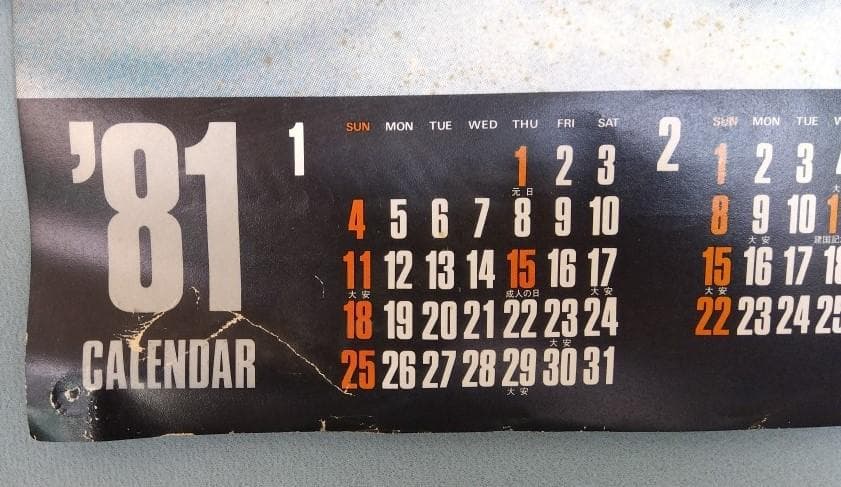 '81
CALENDAR
1
SUN MON TUE WED THU FRI SAT
1 2 3
元日
4 5 6 7 8 9 10
11 12 13 14 15 16 17
大安 成人の日 大安
18 19 20 21 22 23 24
大安
25 26 27 28 29 30 31
大安
2
SUN MON TUE
1 2 3
8 9 10
大安 建国記
15 16 17
大安
22 23 24